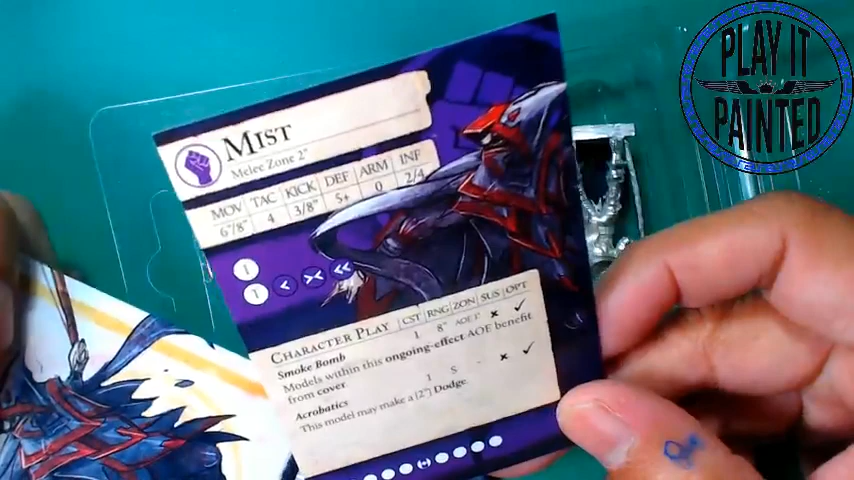 PLAY IT
PAINTED
MIST
Melee Zone 2"
MOV TAC KICK DEF ARM INF
6"/8" 4 3/8" 5+ 0 2/4
1
1 < >< <<
CHARACTER PLAY CST RNG ZON SUS OPT
Smoke Bomb 1 8" AOE 3" × ✓
Models within this ongoing-effect AOE benefit
from cover
Acrobatics 1 S - × ✓
This model may make a [2"] Dodge